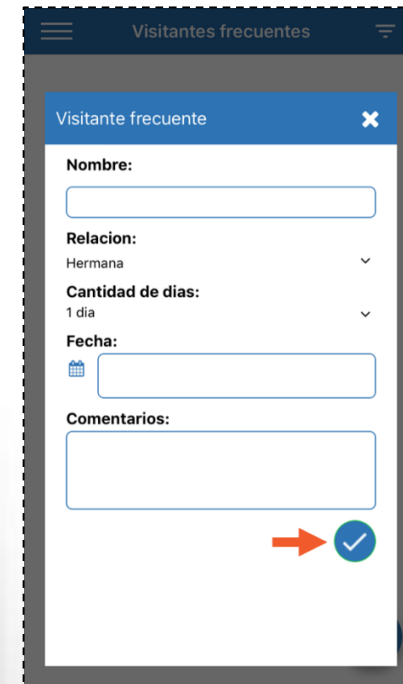 Visitantes frecuentes
Visitante frecuente
Nombre:
Relacion:
Hermana
Cantidad de dias:
1 dia
Fecha:
Comentarios: